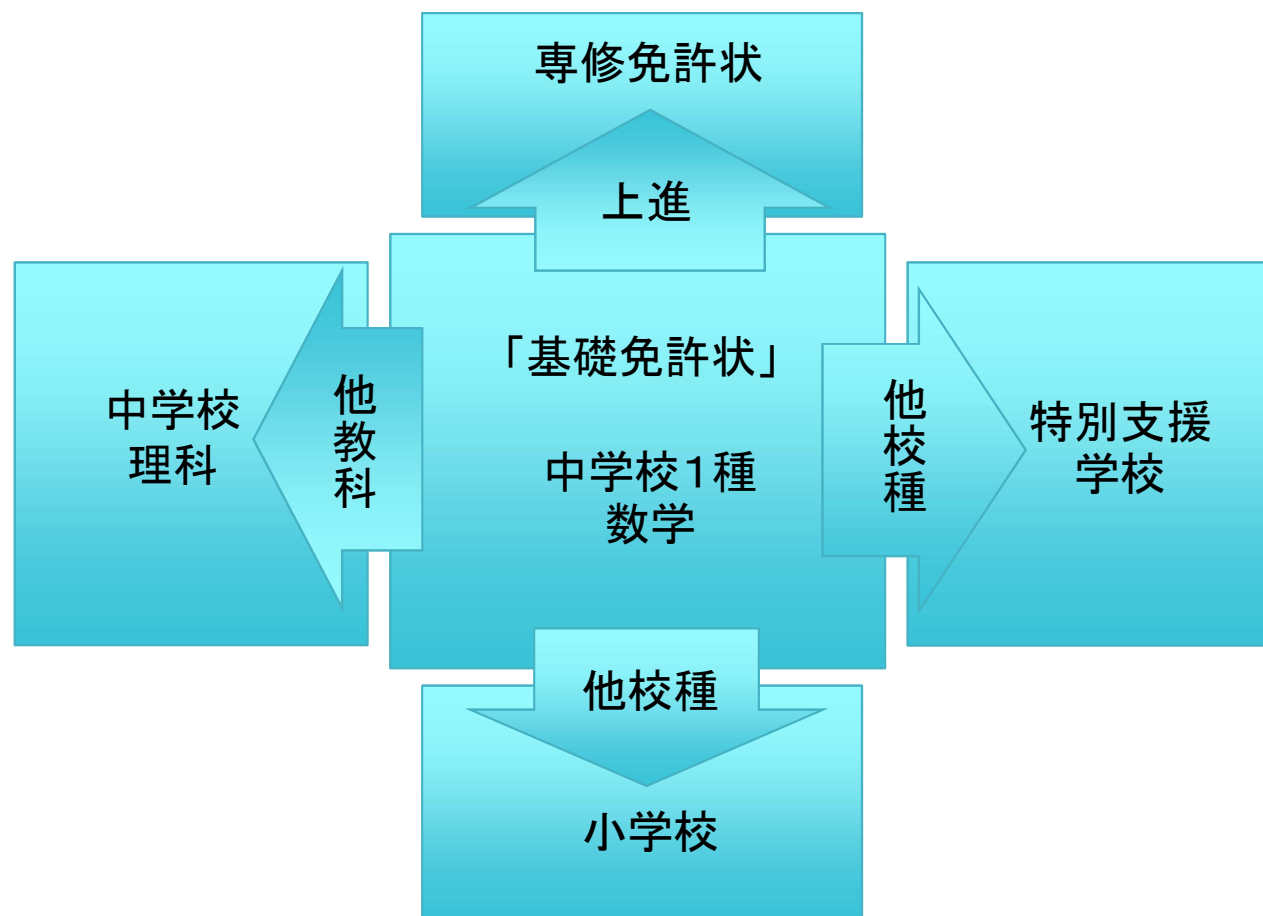 専修免許状
上進
「基礎免許状」
中学校１種
数学
他教科
中学校
理科
他校種
特別支援
学校
他校種
小学校